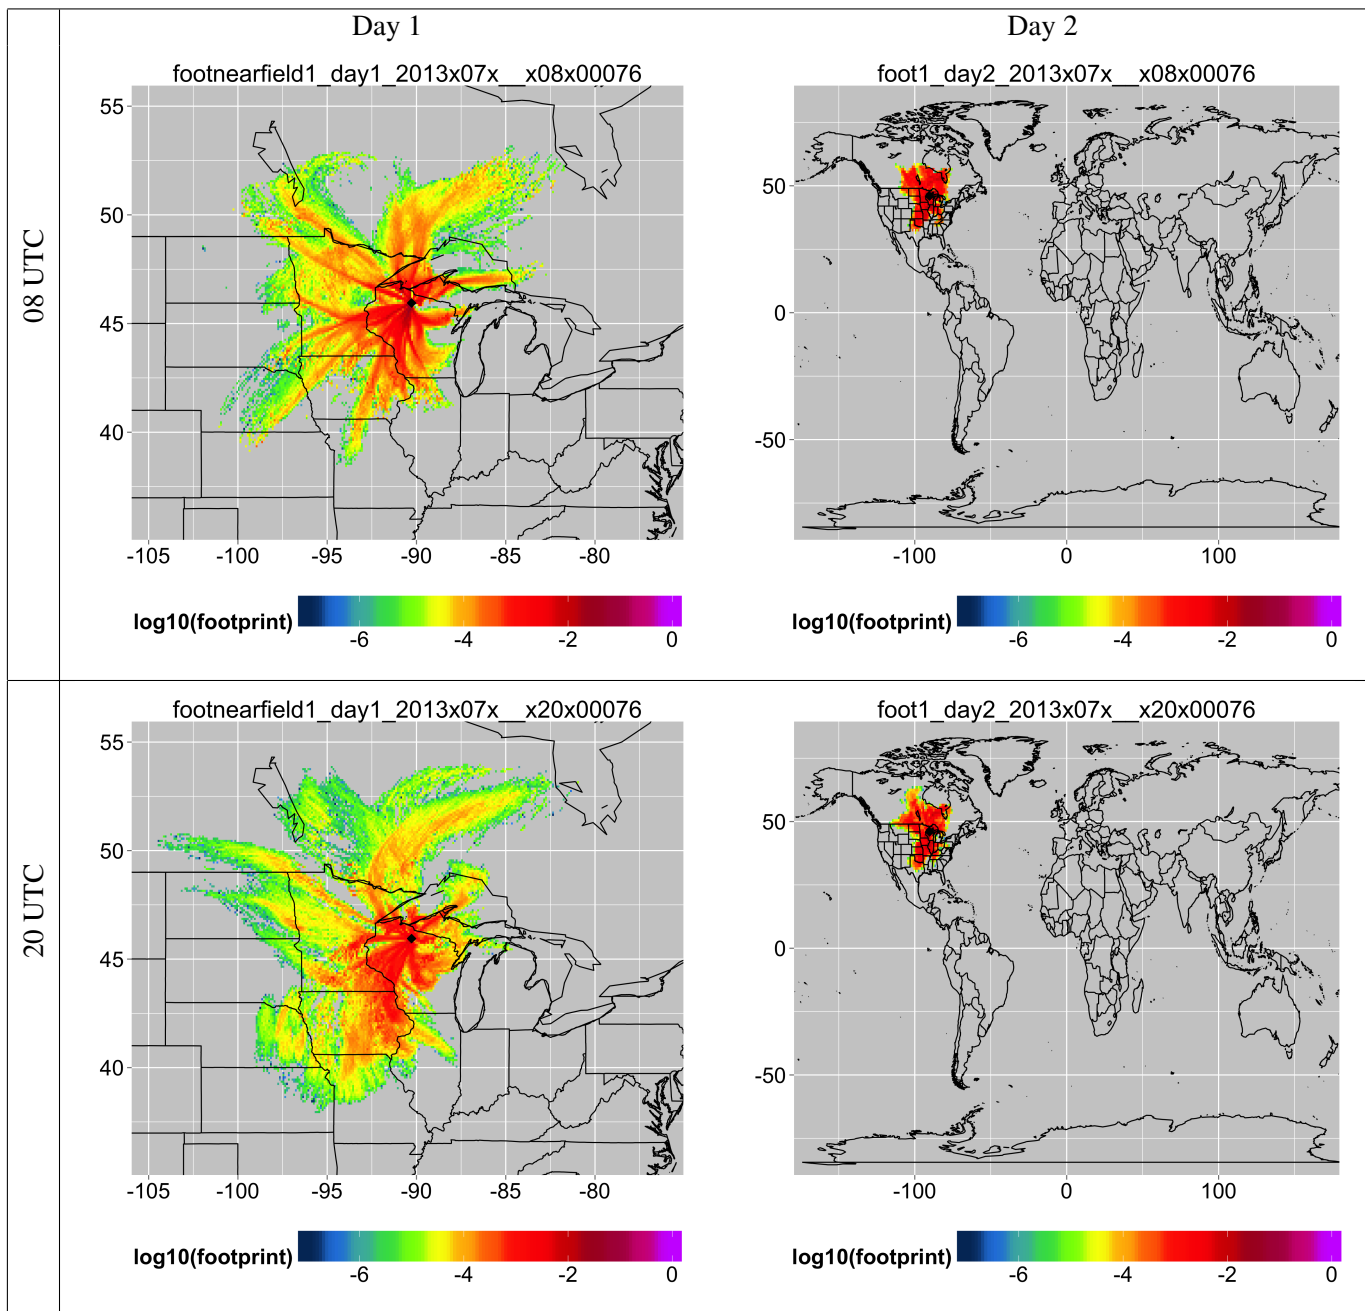 Day 1
Day 2
08 UTC
footnearfield1_day1_2013x07x__x08x00076
55
50
45
40
-105 -100 -95 -90 -85 -80
log10(footprint)
-6 -4 -2 0
foot1_day2_2013x07x__x08x00076
50
0
-50
-100 0 100
log10(footprint)
-6 -4 -2 0
20 UTC
footnearfield1_day1_2013x07x__x20x00076
55
50
45
40
-105 -100 -95 -90 -85 -80
log10(footprint)
-6 -4 -2 0
foot1_day2_2013x07x__x20x00076
50
0
-50
-100 0 100
log10(footprint)
-6 -4 -2 0